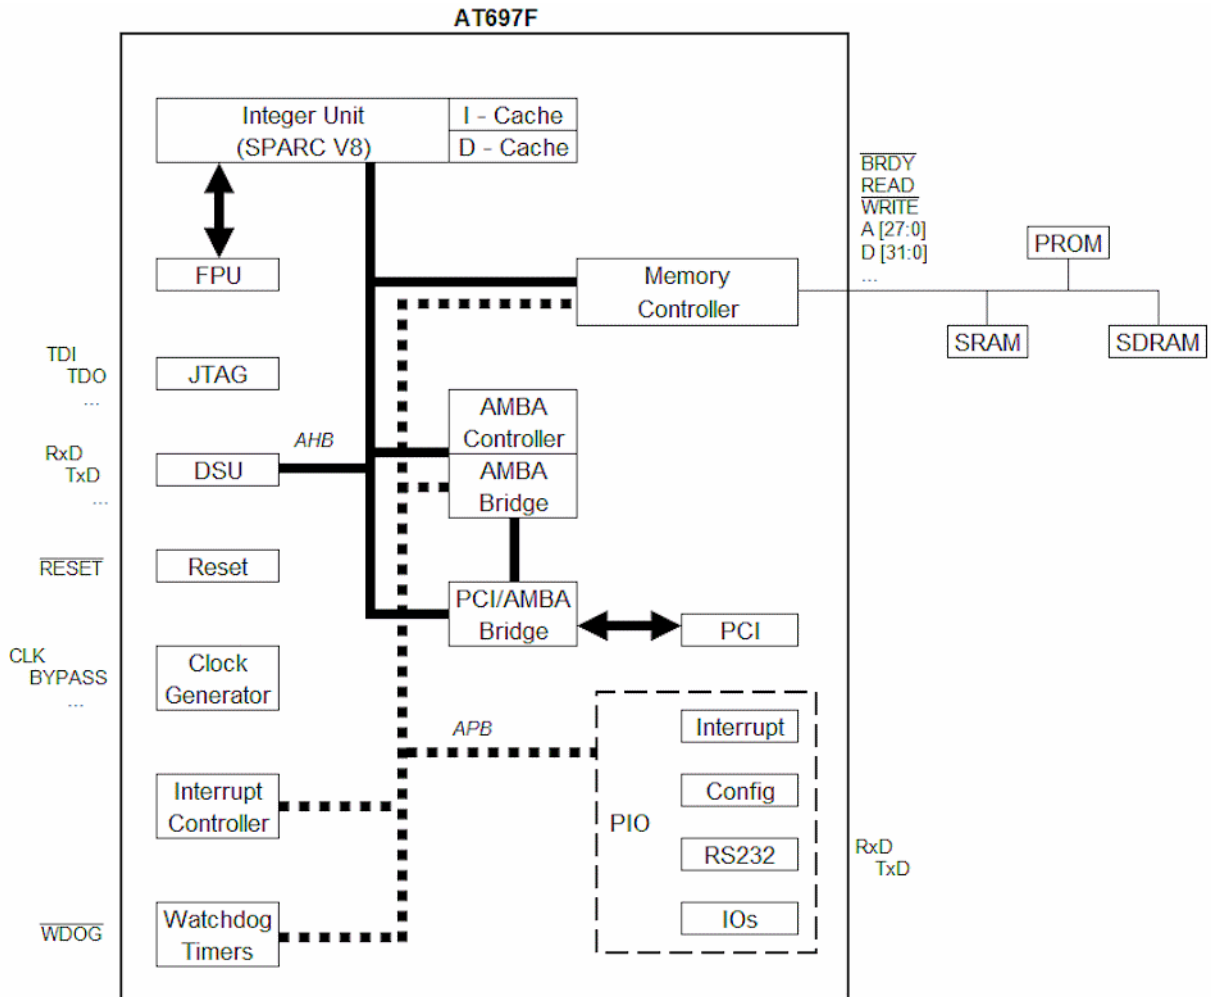 AT697F
Integer Unit
(SPARC V8)
I - Cache
D - Cache
BRDY
READ
WRITE
A [27:0]
D [31:0]
...
PROM
SRAM
SDRAM
FPU
Memory
Controller
TDI
TDO
...
JTAG
AMBA
Controller
AHB
RxD
TxD
...
DSU
AMBA
Bridge
RESET
Reset
PCI/AMBA
Bridge
PCI
CLK
BYPASS
...
Clock
Generator
APB
Interrupt
Config
PIO
RS232
IOs
RxD
TxD
Interrupt
Controller
WDOG
Watchdog
Timers